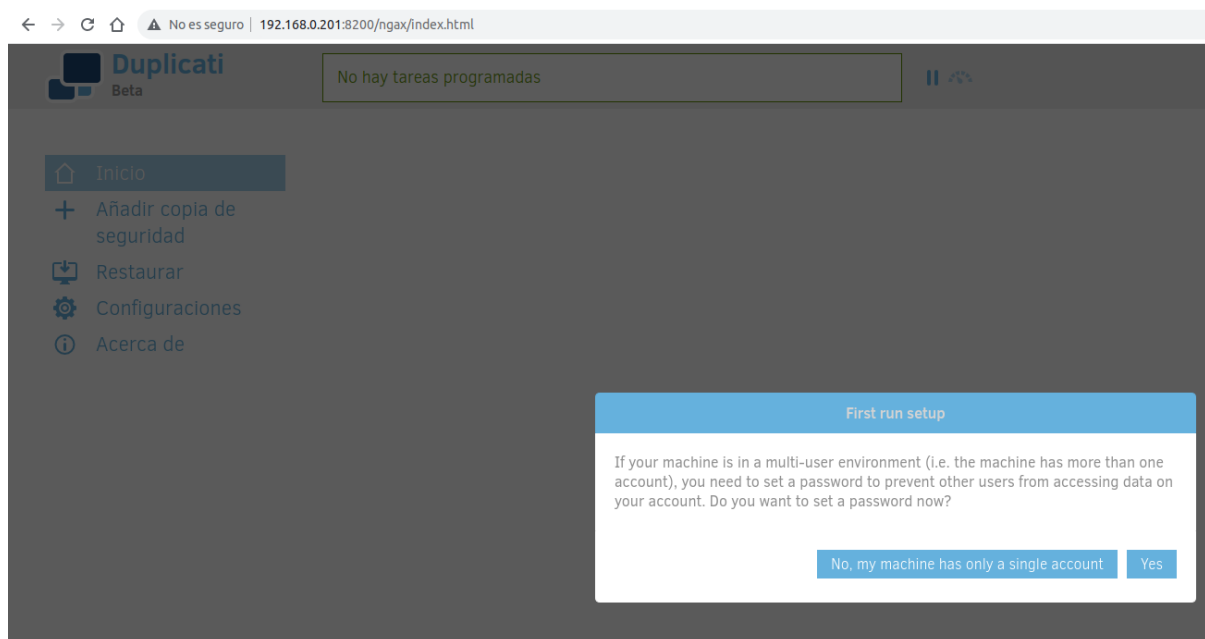 No es seguro | 192.168.0.201:8200/ngax/index.html
Duplicati
Beta
No hay tareas programadas
Inicio
Añadir copia de
seguridad
Restaurar
Configuraciones
Acerca de
First run setup
If your machine is in a multi-user environment (i.e. the machine has more than one
account), you need to set a password to prevent other users from accessing data on
your account. Do you want to set a password now?
No, my machine has only a single account
Yes